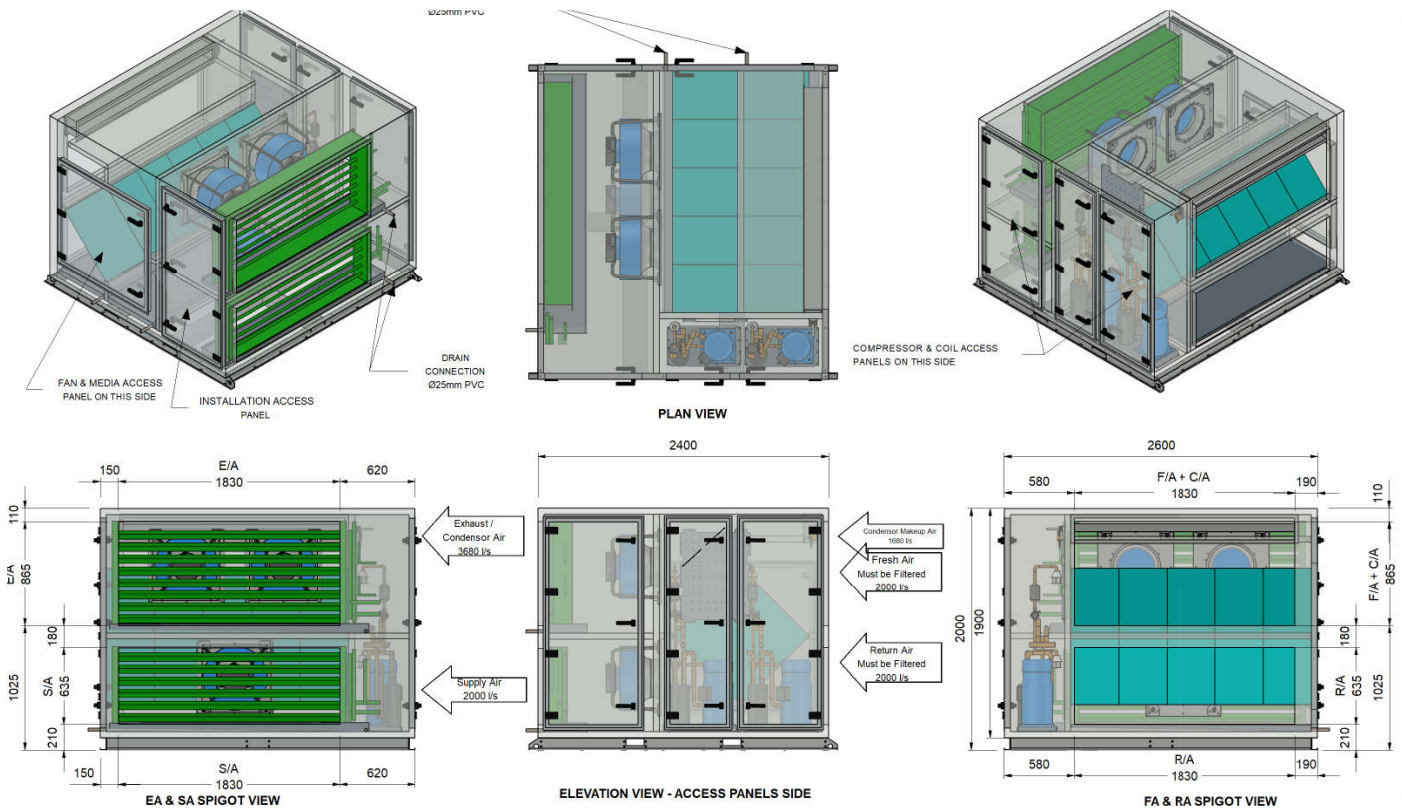 Ø25mm PVC
FAN & MEDIA ACCESS
PANEL ON THIS SIDE
INSTALLATION ACCESS
PANEL
DRAIN
CONNECTION
Ø25mm PVC
PLAN VIEW
COMPRESSOR & COIL ACCESS
PANELS ON THIS SIDE
150
E/A
1830
620
110
E/A
865
180
S/A
635
1025
210
150
S/A
1830
620
EA & SA SPIGOT VIEW
Exhaust /
Condensor Air
3680 l/s
Supply Air
2000 l/s
2400
Condensor Makeup Air
1680 l/s
Fresh Air
Must be Filtered
2000 l/s
Return Air
Must be Filtered
2000 l/s
ELEVATION VIEW - ACCESS PANELS SIDE
2600
580
F/A + C/A
1830
190
110
F/A + C/A
865
2000
1900
180
R/A
635
1025
210
580
R/A
1830
190
FA & RA SPIGOT VIEW